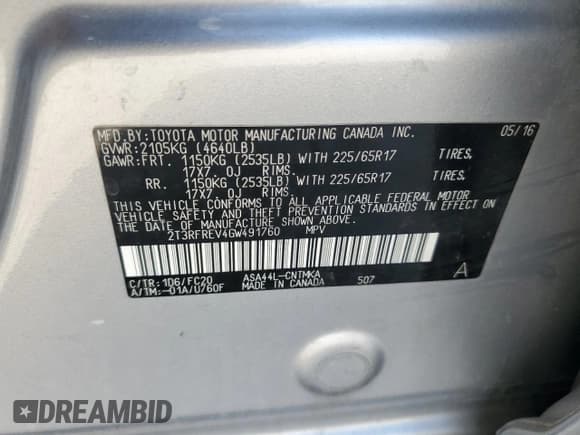 MFD.BY:TOYOTA MOTOR MANUFACTURING CANADA INC. 05/16
GVWR:2105KG (4640LB)
GAWR:FRT. 1150KG (2535LB) WITH 225/65R17 TIRES.
17X7.0J RIMS.
RR. 1150KG (2535LB) WITH 225/65R17 TIRES.
17X7.0J RIMS.
THIS VEHICLE CONFORMS TO ALL APPLICABLE FEDERAL MOTOR
VEHICLE SAFETY AND THEFT PREVENTION STANDARDS IN EFFECT ON
THE DATE OF MANUFACTURE SHOWN ABOVE.
2T3RFREV4GW491760 MPV
C/TR:1D6/FC20 ASA44L-CNTMKA A
A/TM:-01A/U760F MADE IN CANADA 507
DREAMBID